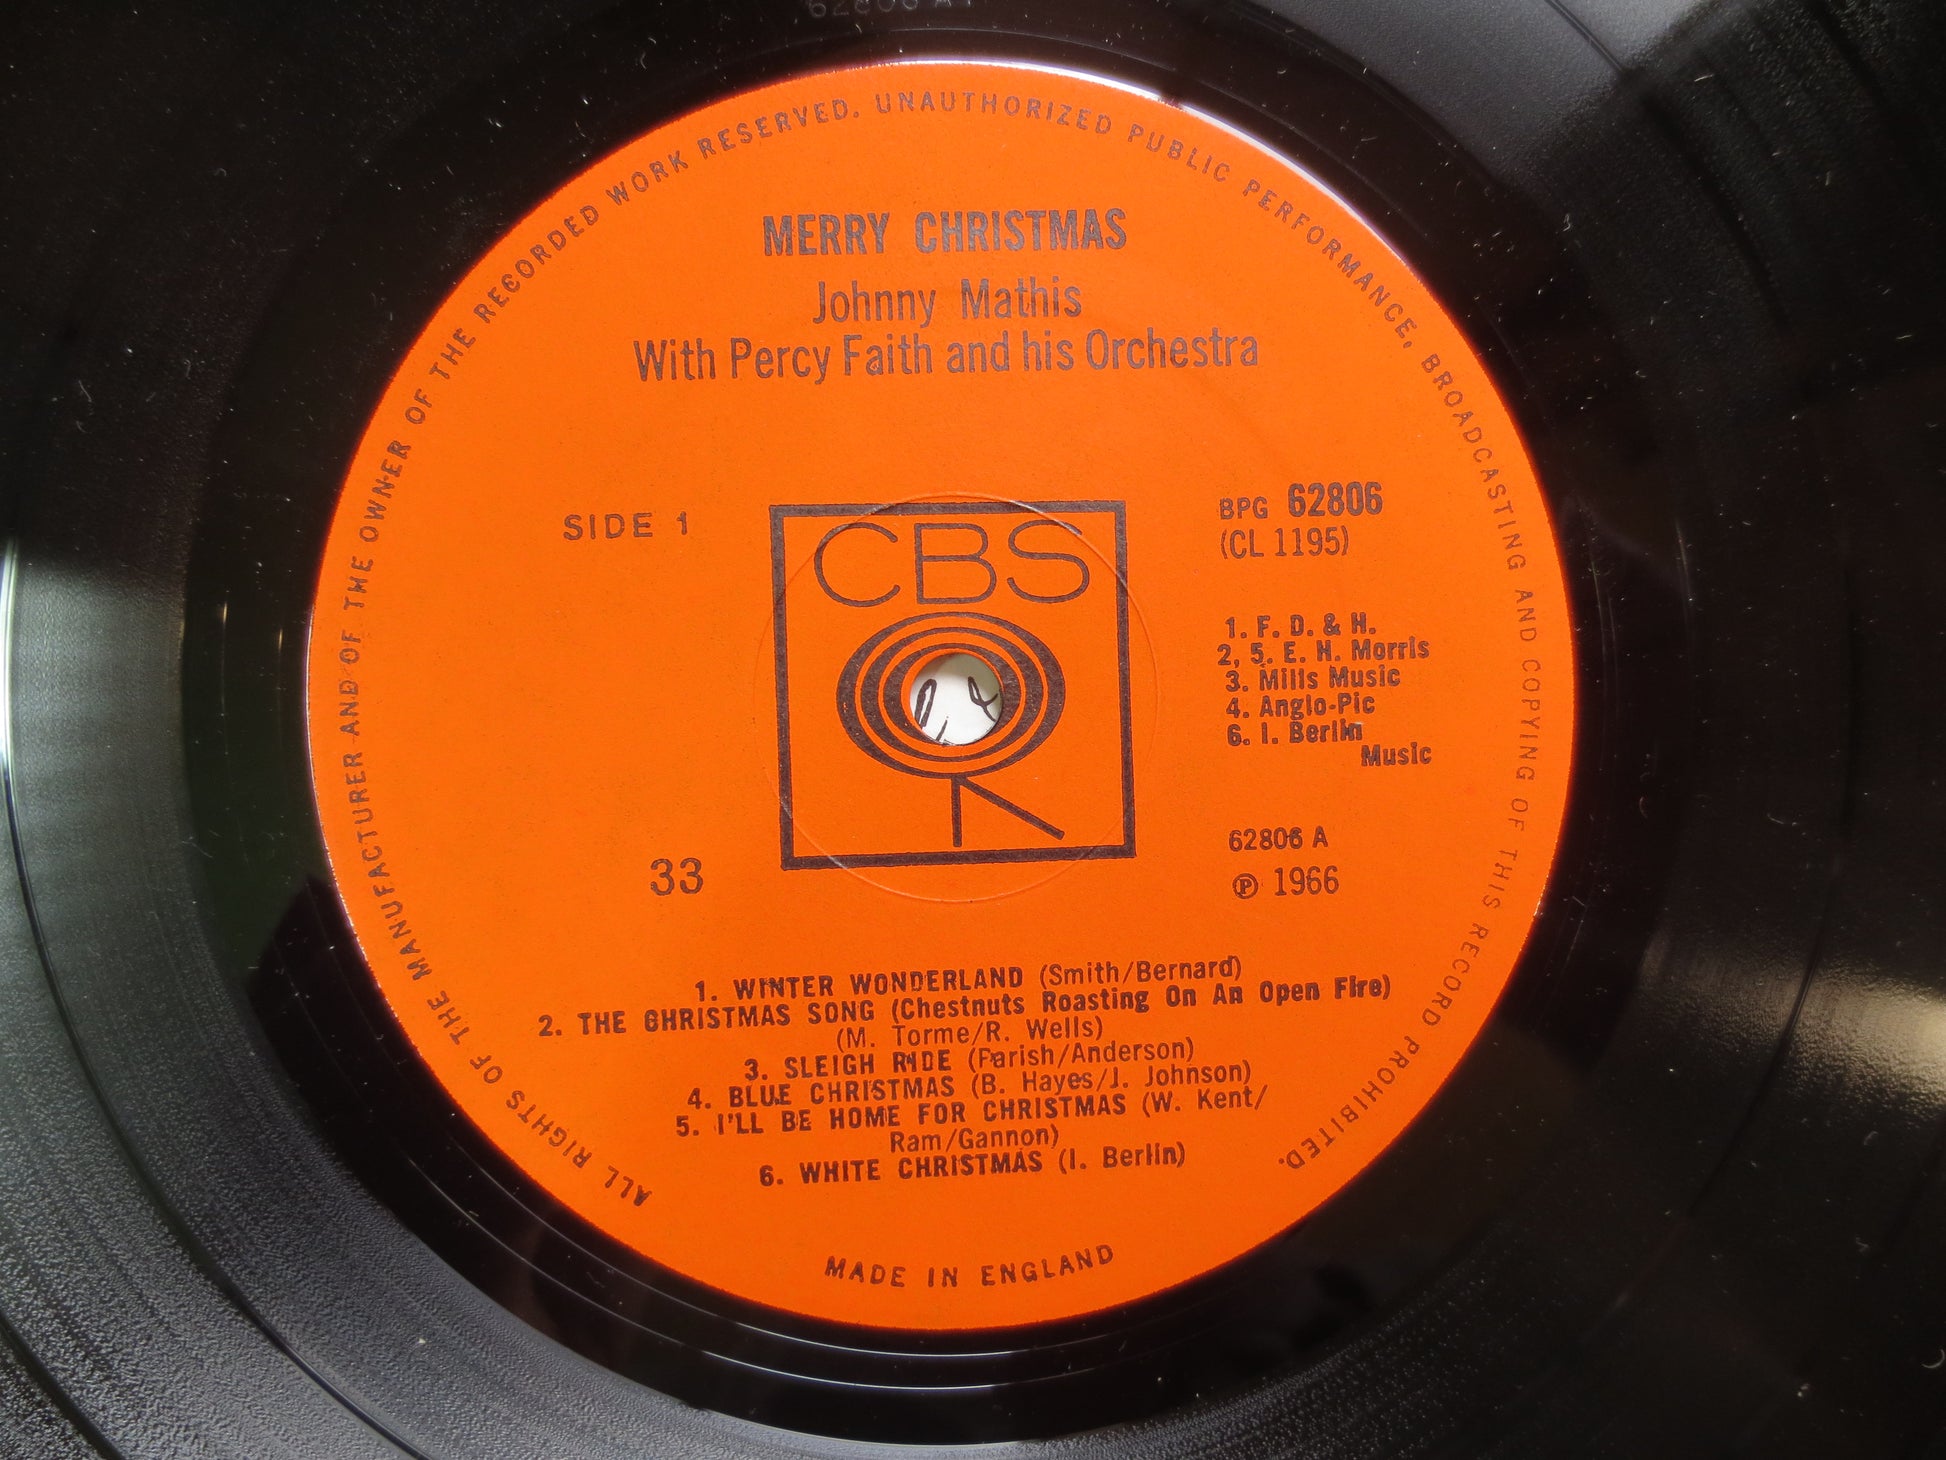 62806 A1
ALL RIGHTS OF THE MANUFACTURER AND OF THE OWNER OF THE RECORDED WORK RESERVED. UNAUTHORIZED PUBLIC PERFORMANCE, BROADCASTING AND COPYING OF THIS RECORD PROHIBITED.
MERRY CHRISTMAS
Johnny Mathis
With Percy Faith and his Orchestra
SIDE 1
CBS
33
BPG 62806
(CL 1195)
1. F. D. & H.
2, 5. E. H. Morris
3. Mills Music
4. Anglo-Pic
6. I. Berlin
Music
62806 A
℗ 1966
1. WINTER WONDERLAND (Smith/Bernard)
2. THE CHRISTMAS SONG (Chestnuts Roasting On An Open Fire)
(M. Torme/R. Wells)
3. SLEIGH RIDE (Parish/Anderson)
4. BLUE CHRISTMAS (B. Hayes/J. Johnson)
5. I'LL BE HOME FOR CHRISTMAS (W. Kent/
Ram/Gannon)
6. WHITE CHRISTMAS (I. Berlin)
MADE IN ENGLAND